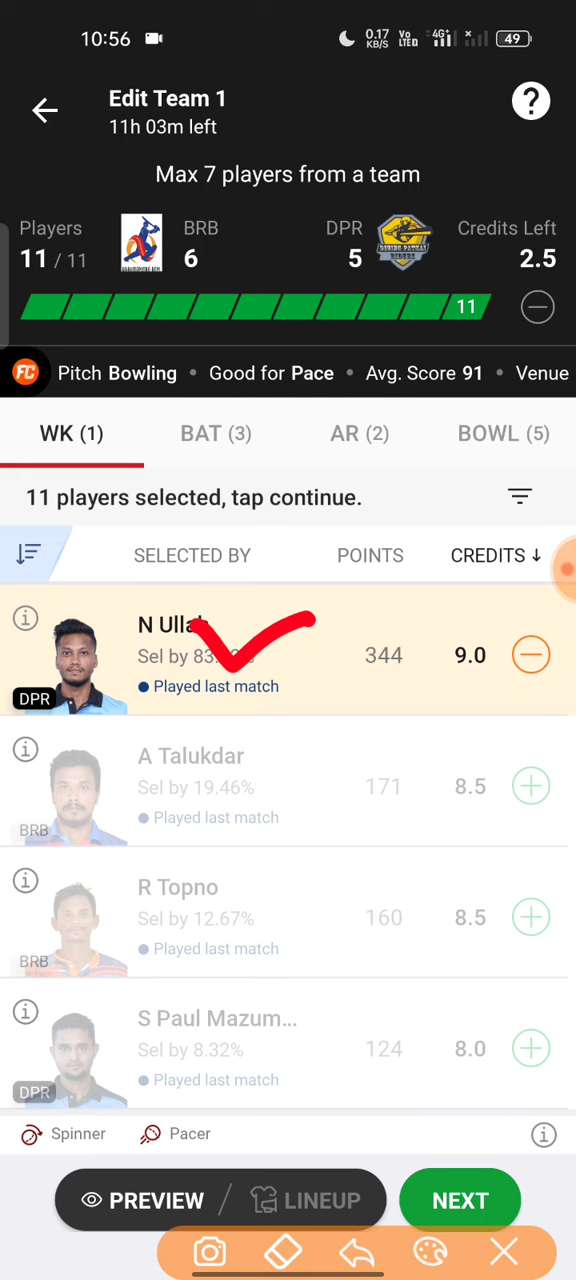 10:56 0.17 KB/S Vo LTED 4G+ 49
Edit Team 1
11h 03m left
Max 7 players from a team
Players BRB DPR Credits Left
11 / 11 6 5 2.5
11
FC Pitch Bowling • Good for Pace • Avg. Score 91 • Venue
WK (1) BAT (3) AR (2) BOWL (5)
11 players selected, tap continue.
SELECTED BY POINTS CREDITS ↓
N
Sel by
344 9.0
Played last match
DPR
A Talukdar
Sel by 19.46% 171 8.5
Played last match
BRB
R Topno
Sel by 12.67% 160 8.5
Played last match
BRB
S Paul Mazum...
Sel by 8.32% 124 8.0
Played last match
DPR
Spinner Pacer
PREVIEW / LINEUP NEXT